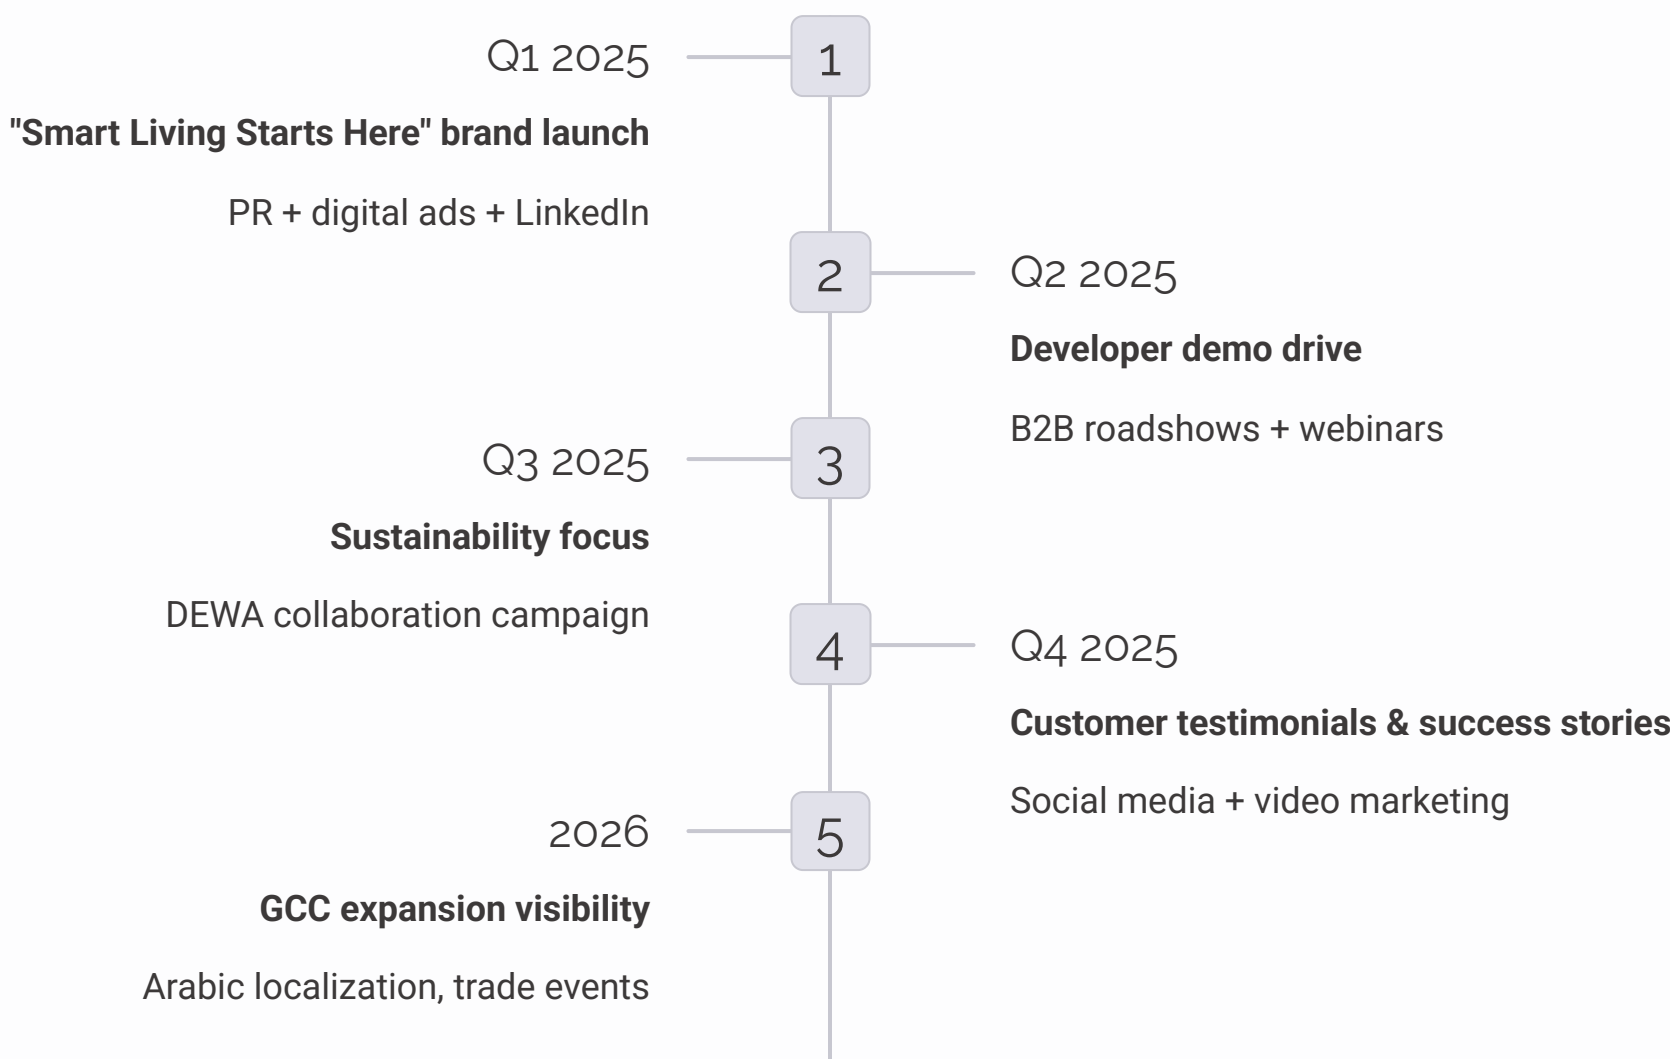 1
Q1 2025
"Smart Living Starts Here" brand launch
PR + digital ads + LinkedIn
2
Q2 2025
Developer demo drive
B2B roadshows + webinars
3
Q3 2025
Sustainability focus
DEWA collaboration campaign
4
Q4 2025
Customer testimonials & success stories
Social media + video marketing
5
2026
GCC expansion visibility
Arabic localization, trade events